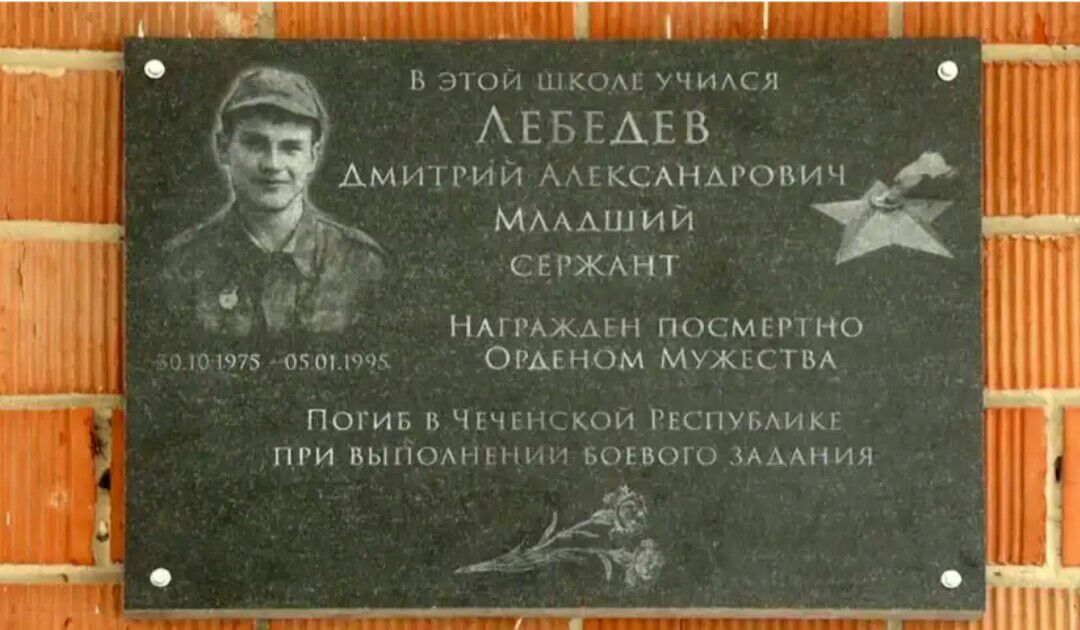 В этой школе учился
Лебедев
Дмитрий Александрович
Младший
сержант
Награжден посмертно
Орденом Мужества
30.10.1975 - 05.01.1995
Погиб в Чеченской Республике
при выполнении боевого задания